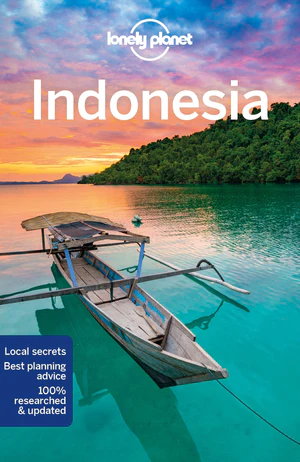 lonely planet
Indonesia
Local secrets
Best planning
advice
100%
researched
& updated